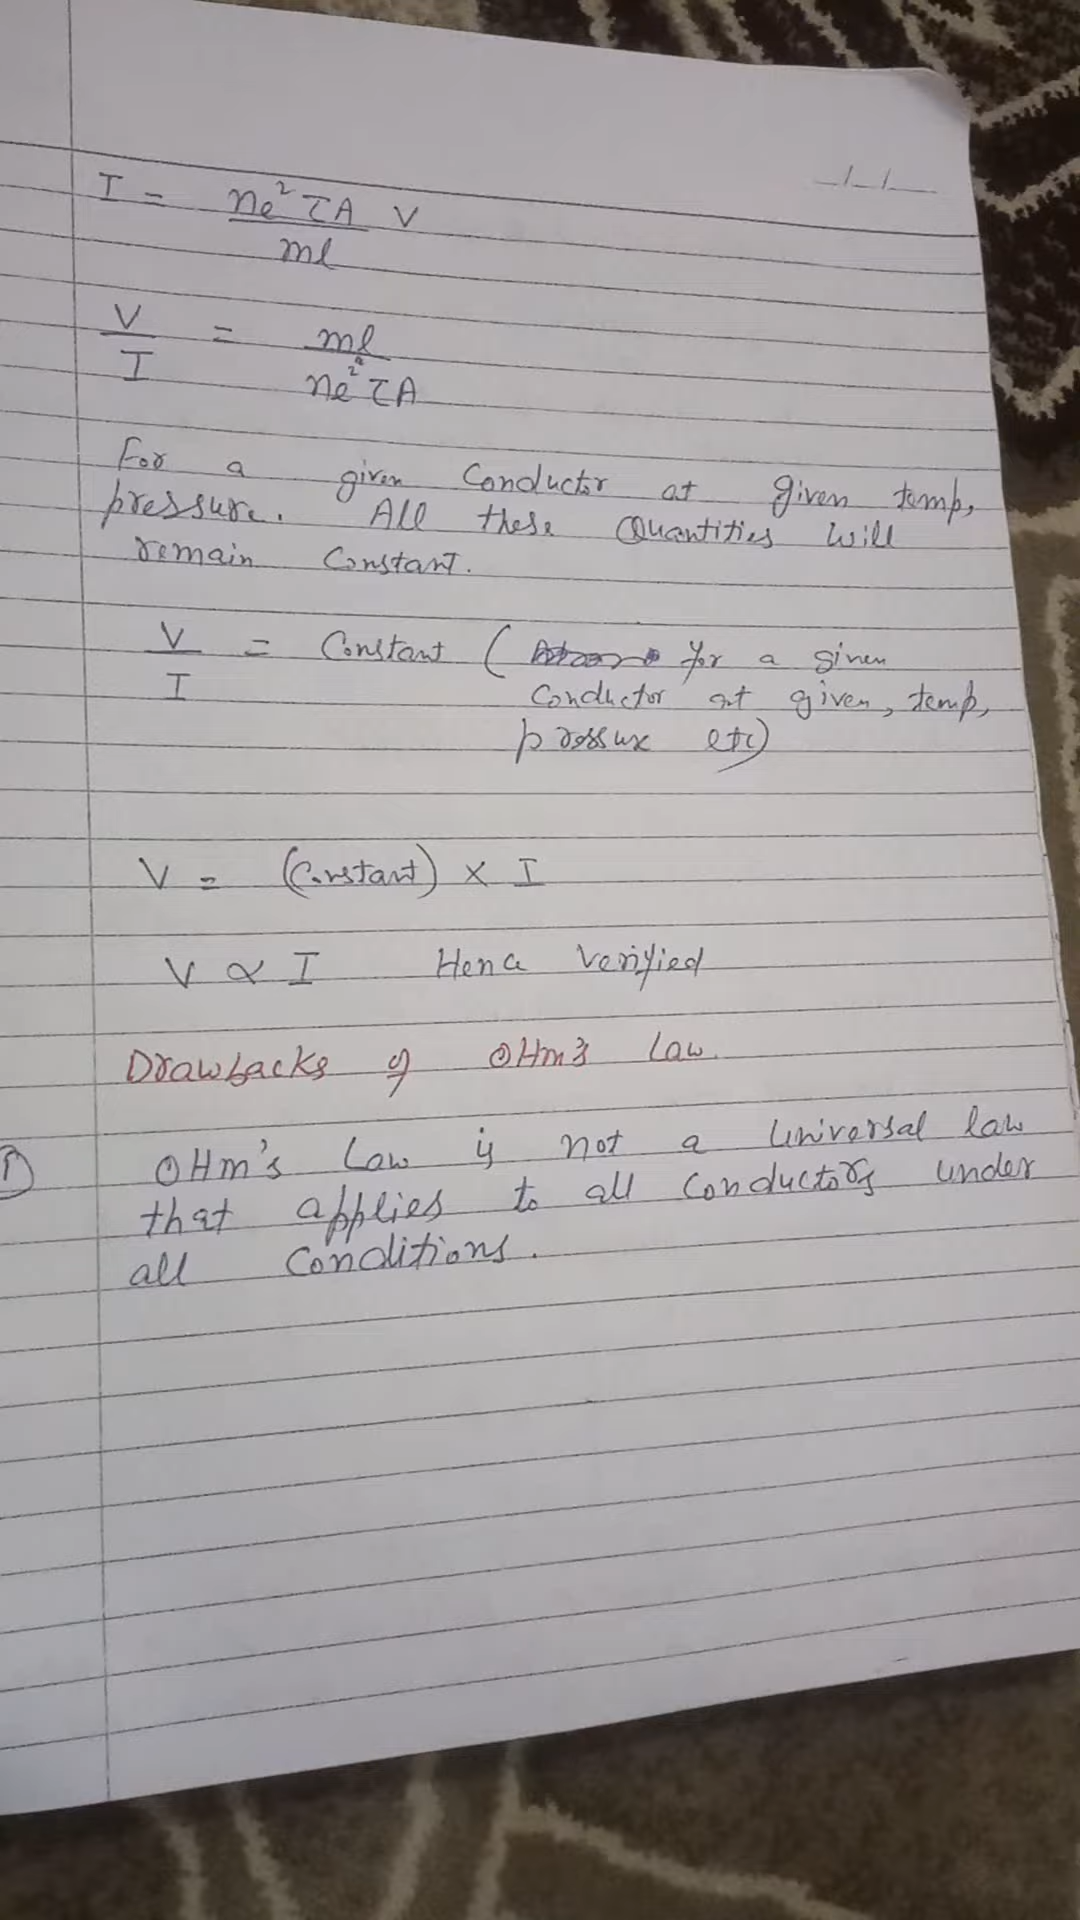 _/_/__
I = ne²τA V
ml
V = ml
I ne²τA
For a given Conductor at given temp,
pressure. All these Quantities will
remain Constant.
V = Constant ( for a given
I conductor at given, temp,
pressure etc)
V = (Constant) × I
V ∝ I Hence Verified
Drawbacks of OHm's Law.
OHm's Law is not a universal law
that applies to all conductors under
all conditions.